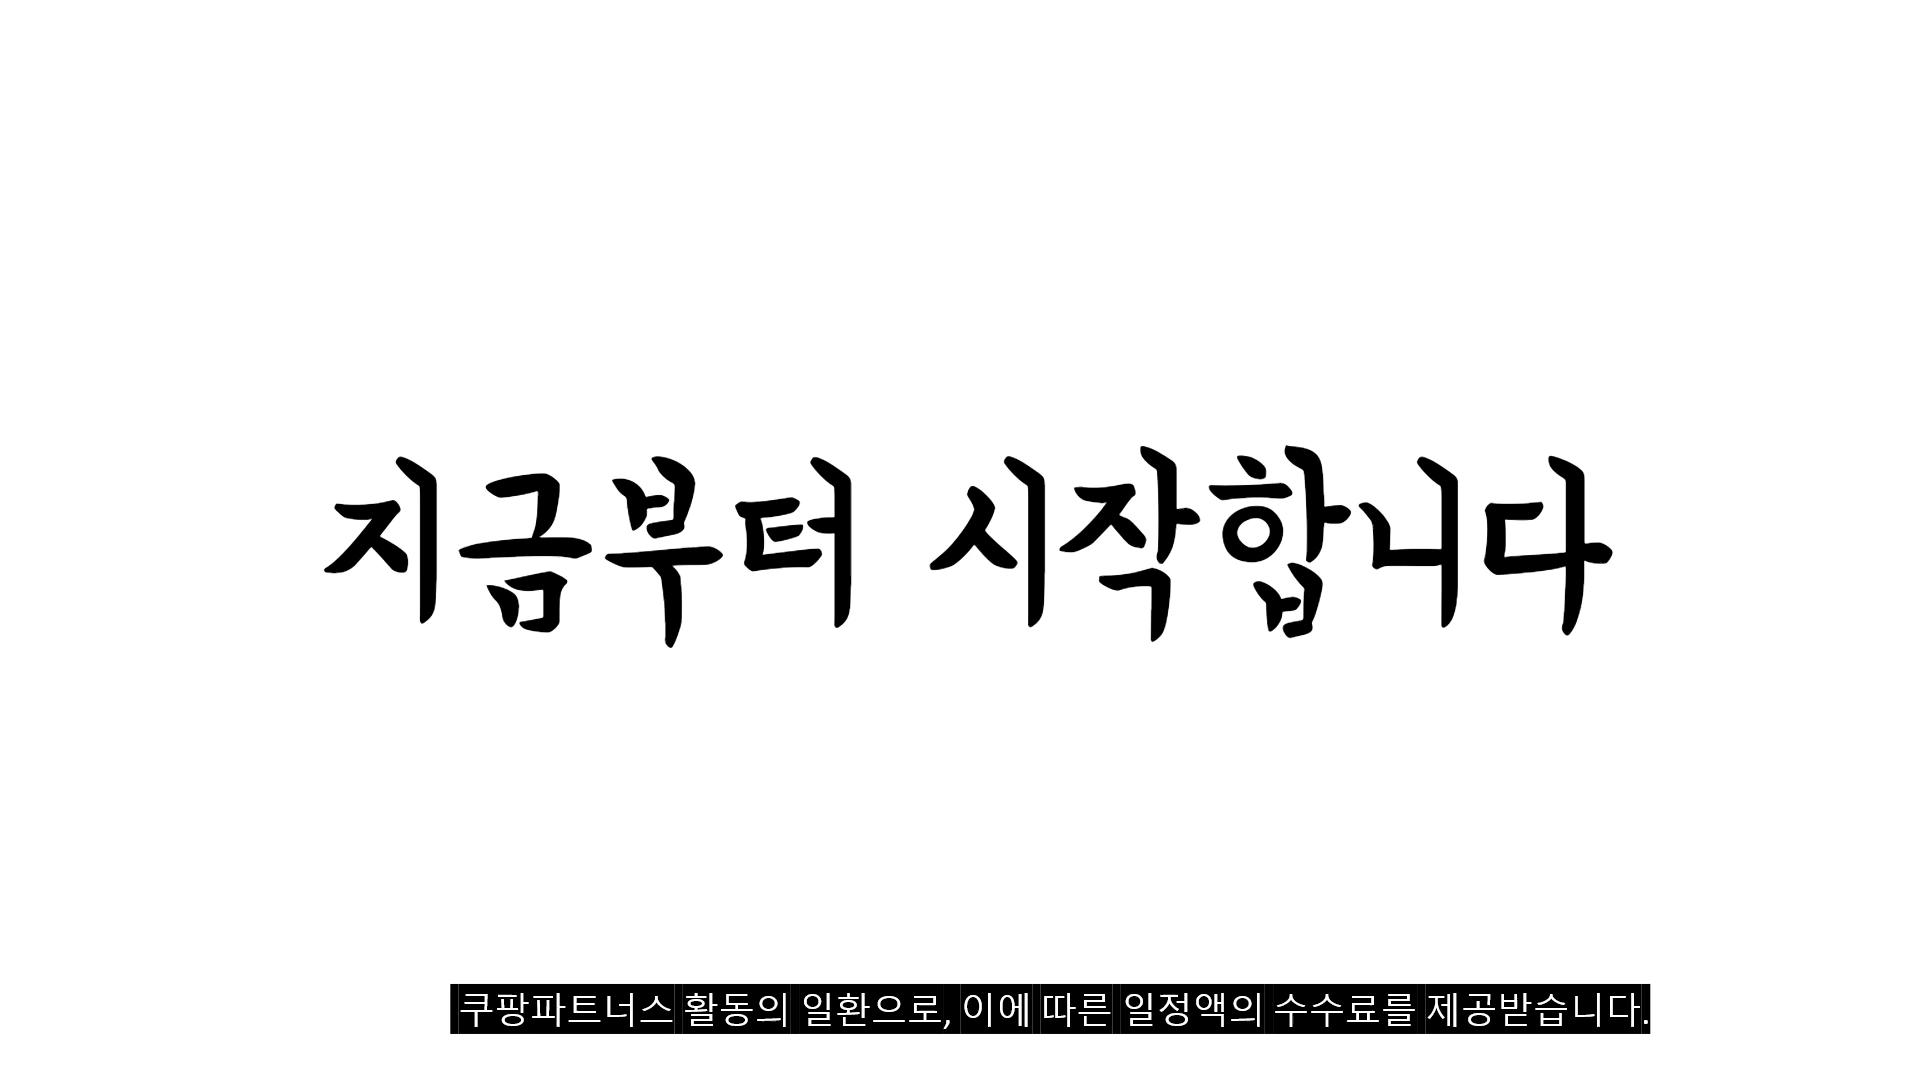 지금부터 시작합니다
쿠팡파트너스 활동의 일환으로, 이에 따른 일정액의 수수료를 제공받습니다.